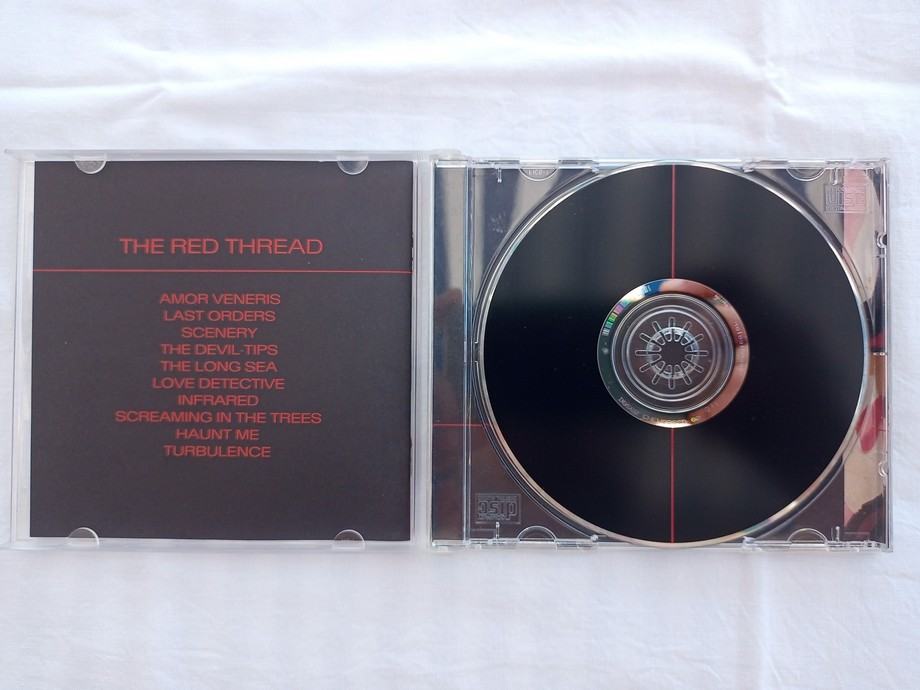 THE RED THREAD
AMOR VENERIS
LAST ORDERS
SCENERY
THE DEVIL-TIPS
THE LONG SEA
LOVE DETECTIVE
INFRARED
SCREAMING IN THE TREES
HAUNT ME
TURBULENCE
disc